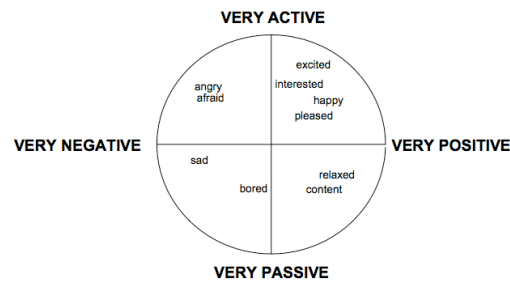 VERY ACTIVE
excited
interested
angry
afraid
happy
pleased
VERY NEGATIVE
VERY POSITIVE
sad
relaxed
bored
content
VERY PASSIVE